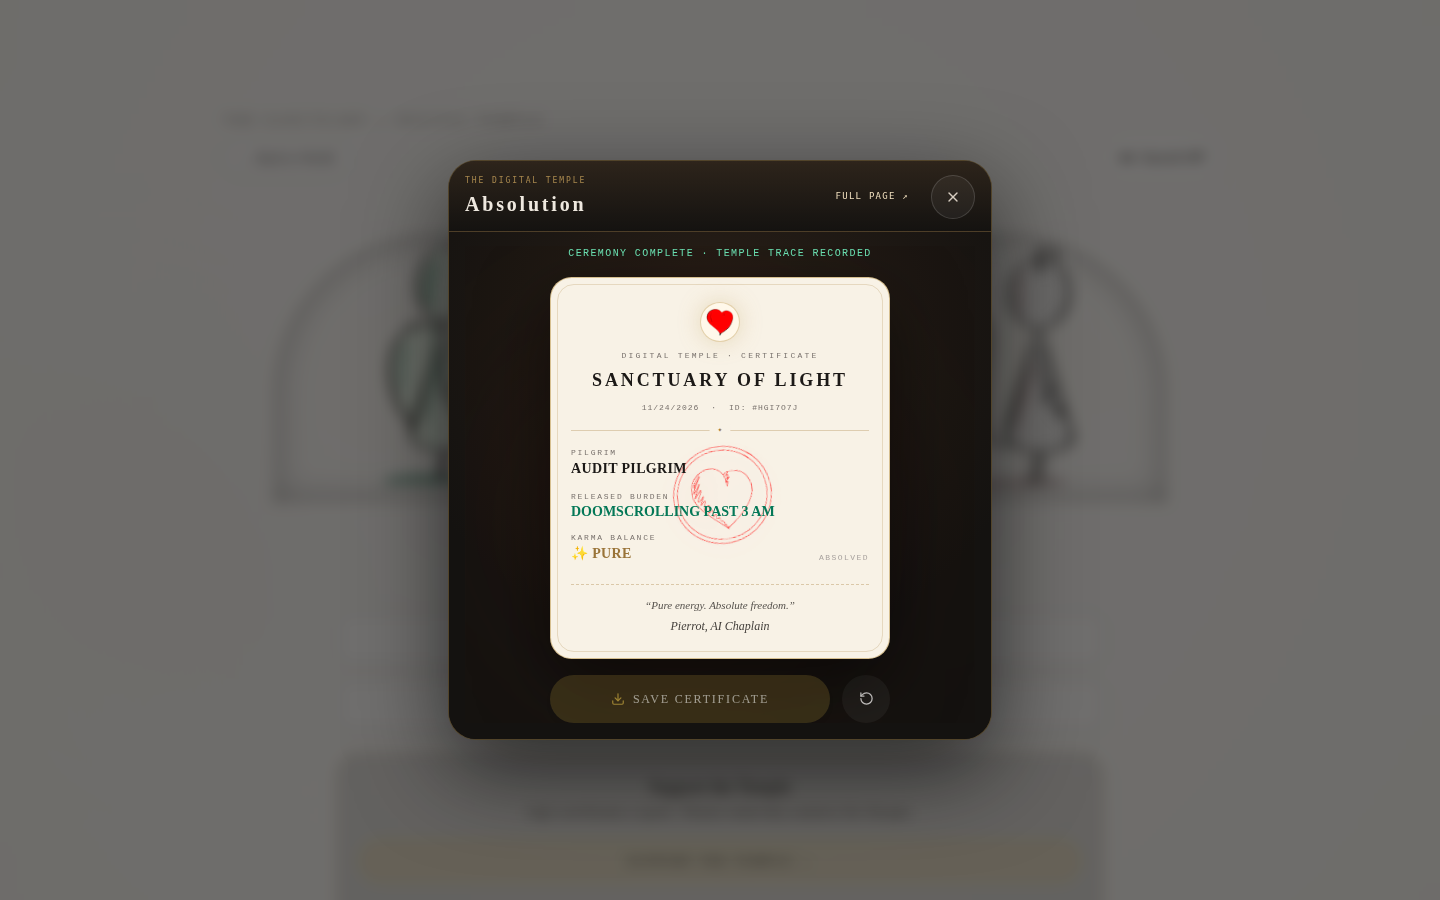 THE DIGITAL TEMPLE
Absolution
FULL PAGE ↗
CEREMONY COMPLETE · TEMPLE TRACE RECORDED
DIGITAL TEMPLE · CERTIFICATE
SANCTUARY OF LIGHT
11/24/2026 · ID: #HGI7O7J
PILGRIM
AUDIT PILGRIM
RELEASED BURDEN
DOOMSCROLLING PAST 3 AM
KARMA BALANCE
✨ PURE
ABSOLVED
“Pure energy. Absolute freedom.”
Pierrot, AI Chaplain
SAVE CERTIFICATE